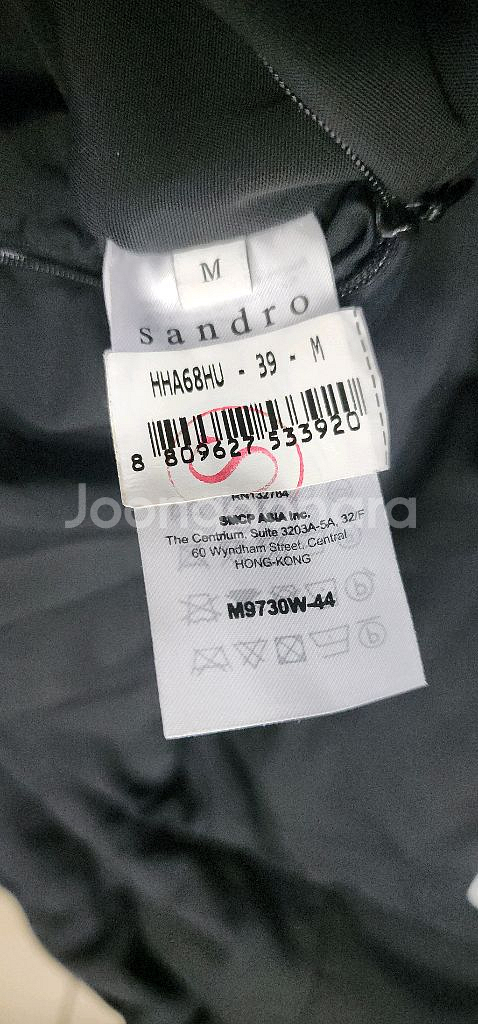 M
sandro
HHA68HU - 39 - M
8 809627 533920
RN132784
SMCP ASIA Inc.
The Centrium, Suite 3203A-5A, 32/F
60 Wyndham Street, Central
HONG-KONG
M9730W-44